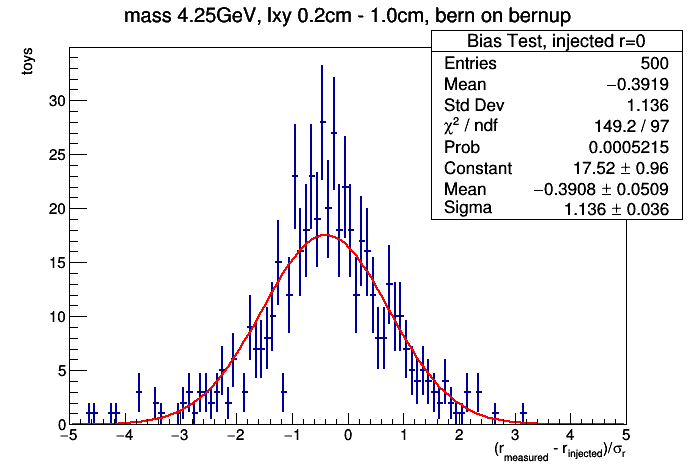 mass 4.25GeV, lxy 0.2cm - 1.0cm, bern on bernup
Bias Test, injected r=0
Entries 500
Mean −0.3919
Std Dev 1.136
χ² / ndf 149.2 / 97
Prob 0.0005215
Constant 17.52 ± 0.96
Mean −0.3908 ± 0.0509
Sigma 1.136 ± 0.036
toys
30
25
20
15
10
5
0
−5 −4 −3 −2 −1 0 1 2 3 4 5
(r_measured - r_injected)/σ_r